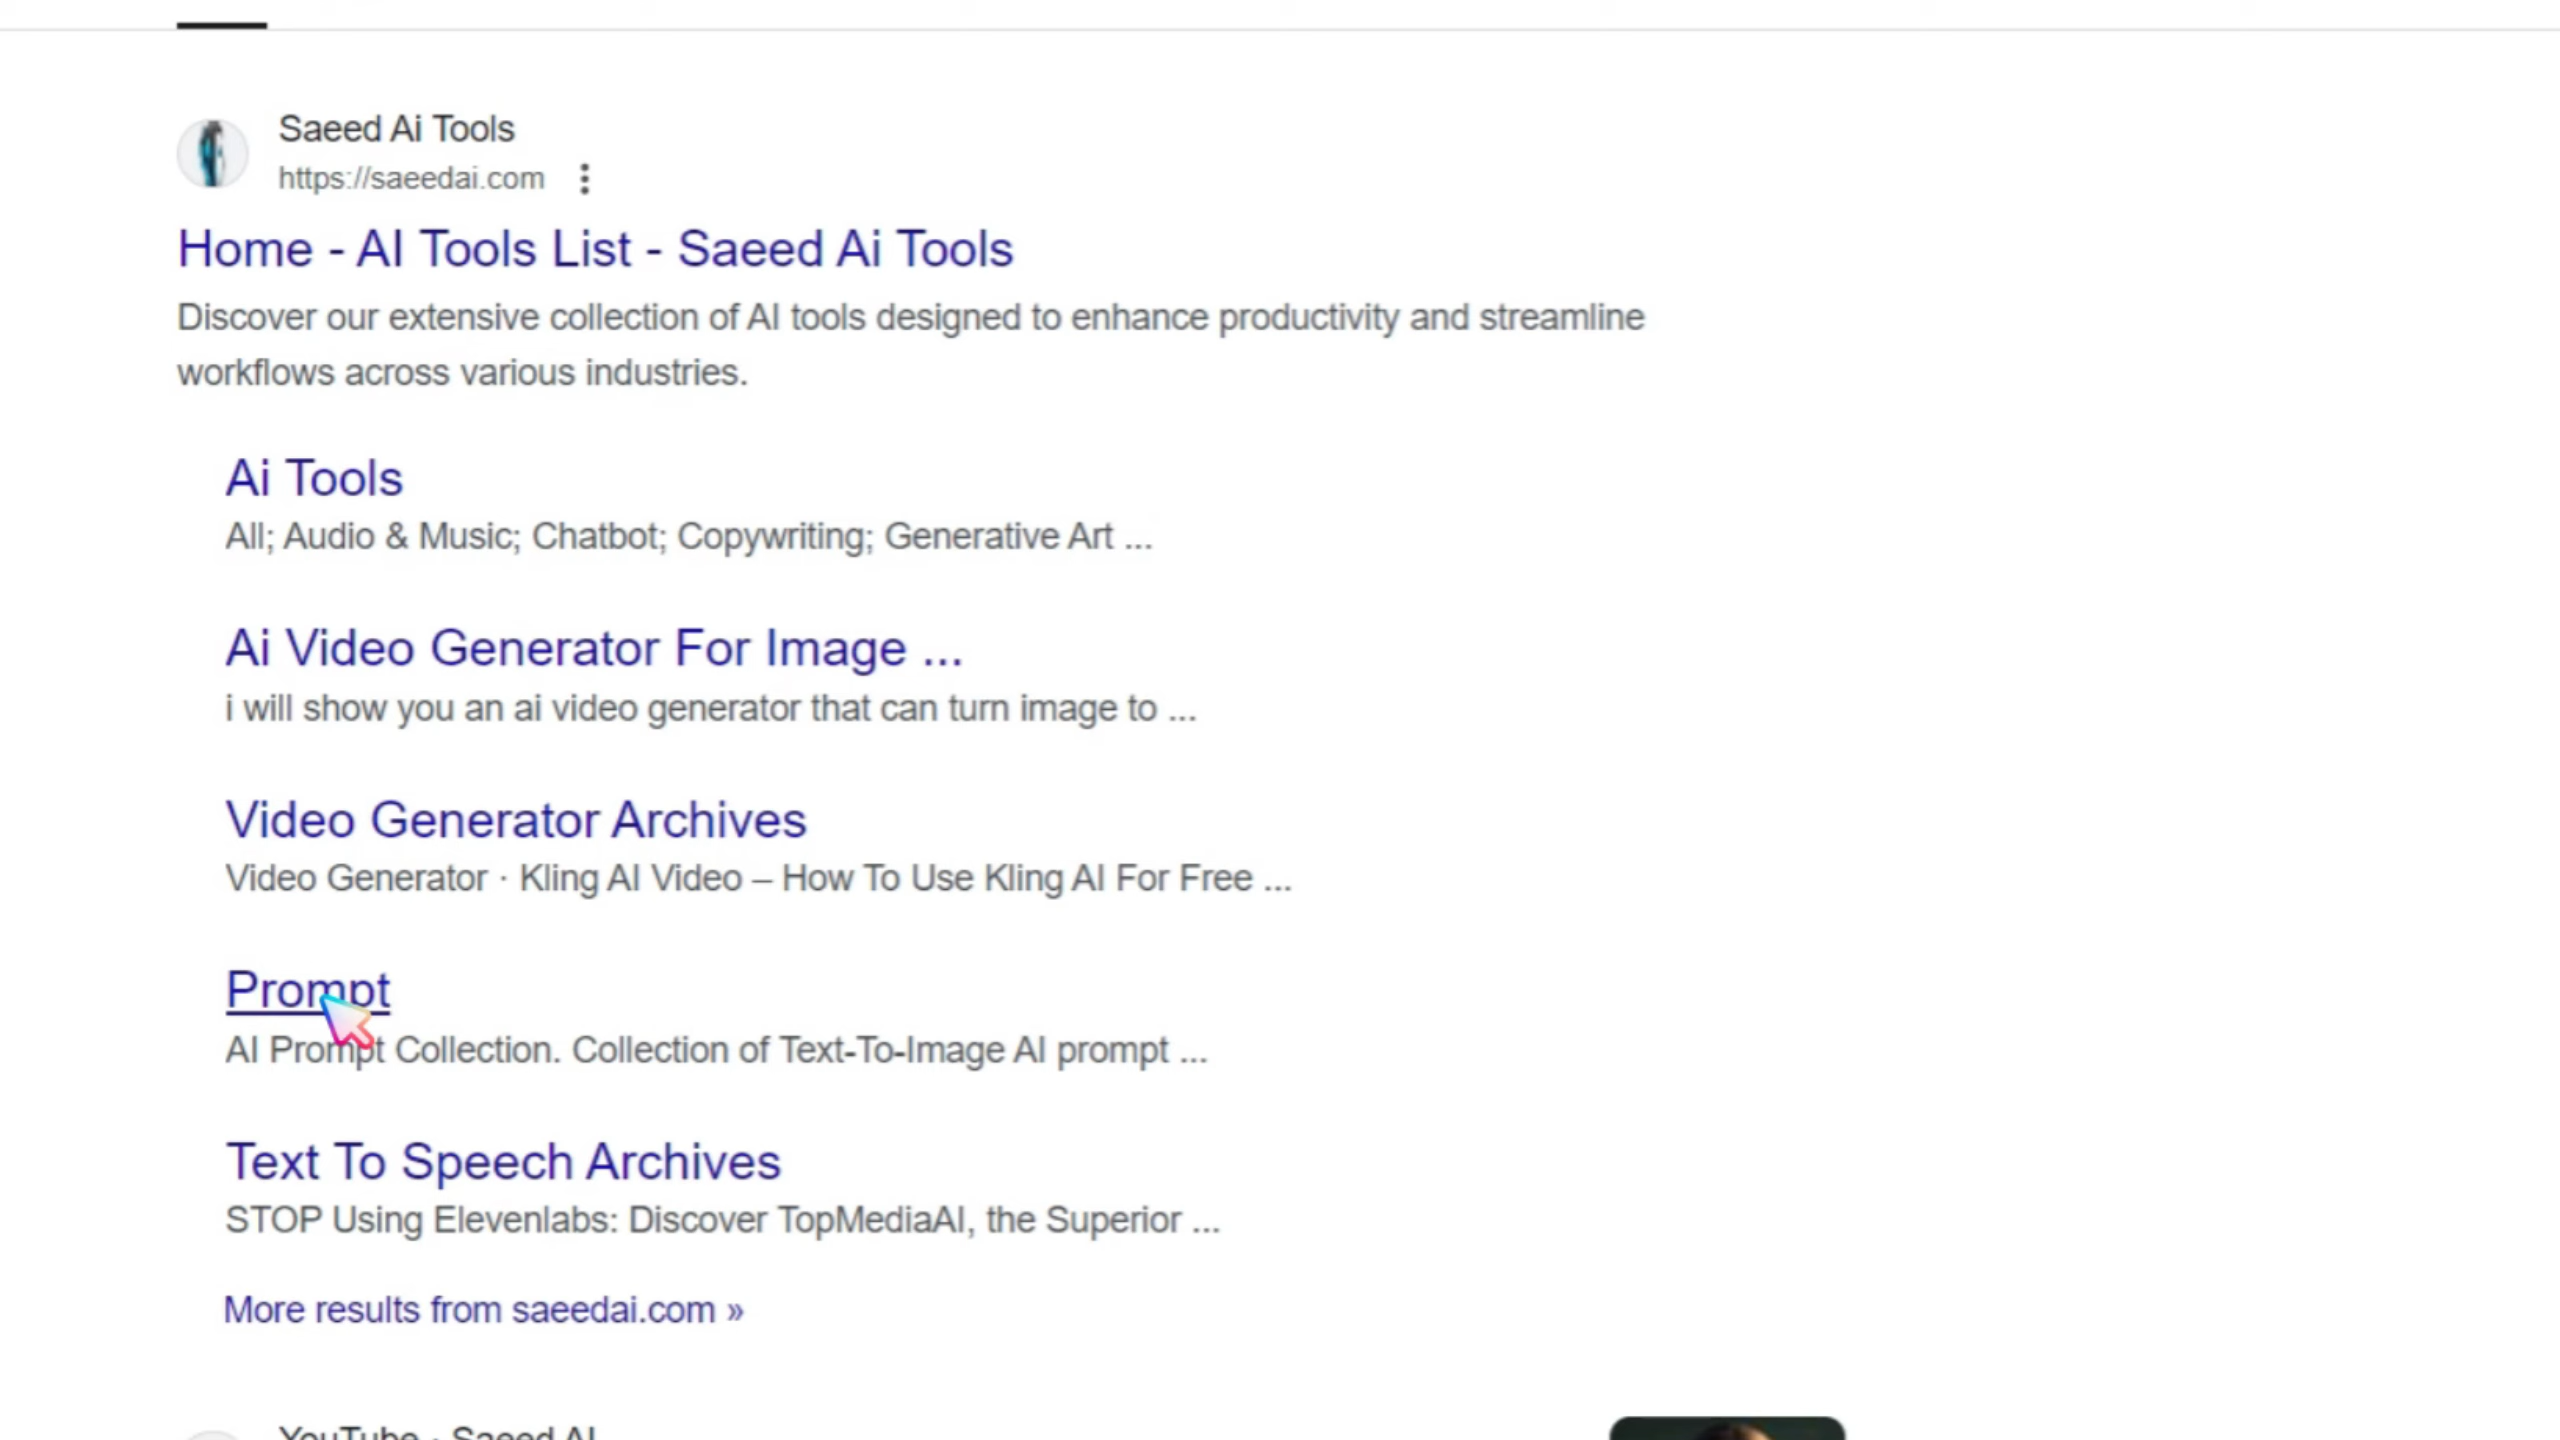 Saeed Ai Tools
https://saeedai.com
Home - AI Tools List - Saeed Ai Tools
Discover our extensive collection of AI tools designed to enhance productivity and streamline
workflows across various industries.
Ai Tools
All; Audio & Music; Chatbot; Copywriting; Generative Art ...
Ai Video Generator For Image ...
i will show you an ai video generator that can turn image to ...
Video Generator Archives
Video Generator · Kling AI Video – How To Use Kling AI For Free ...
Prompt
AI Prompt Collection. Collection of Text-To-Image AI prompt ...
Text To Speech Archives
STOP Using Elevenlabs: Discover TopMediaAI, the Superior ...
More results from saeedai.com »
YouTube · Saeed AI